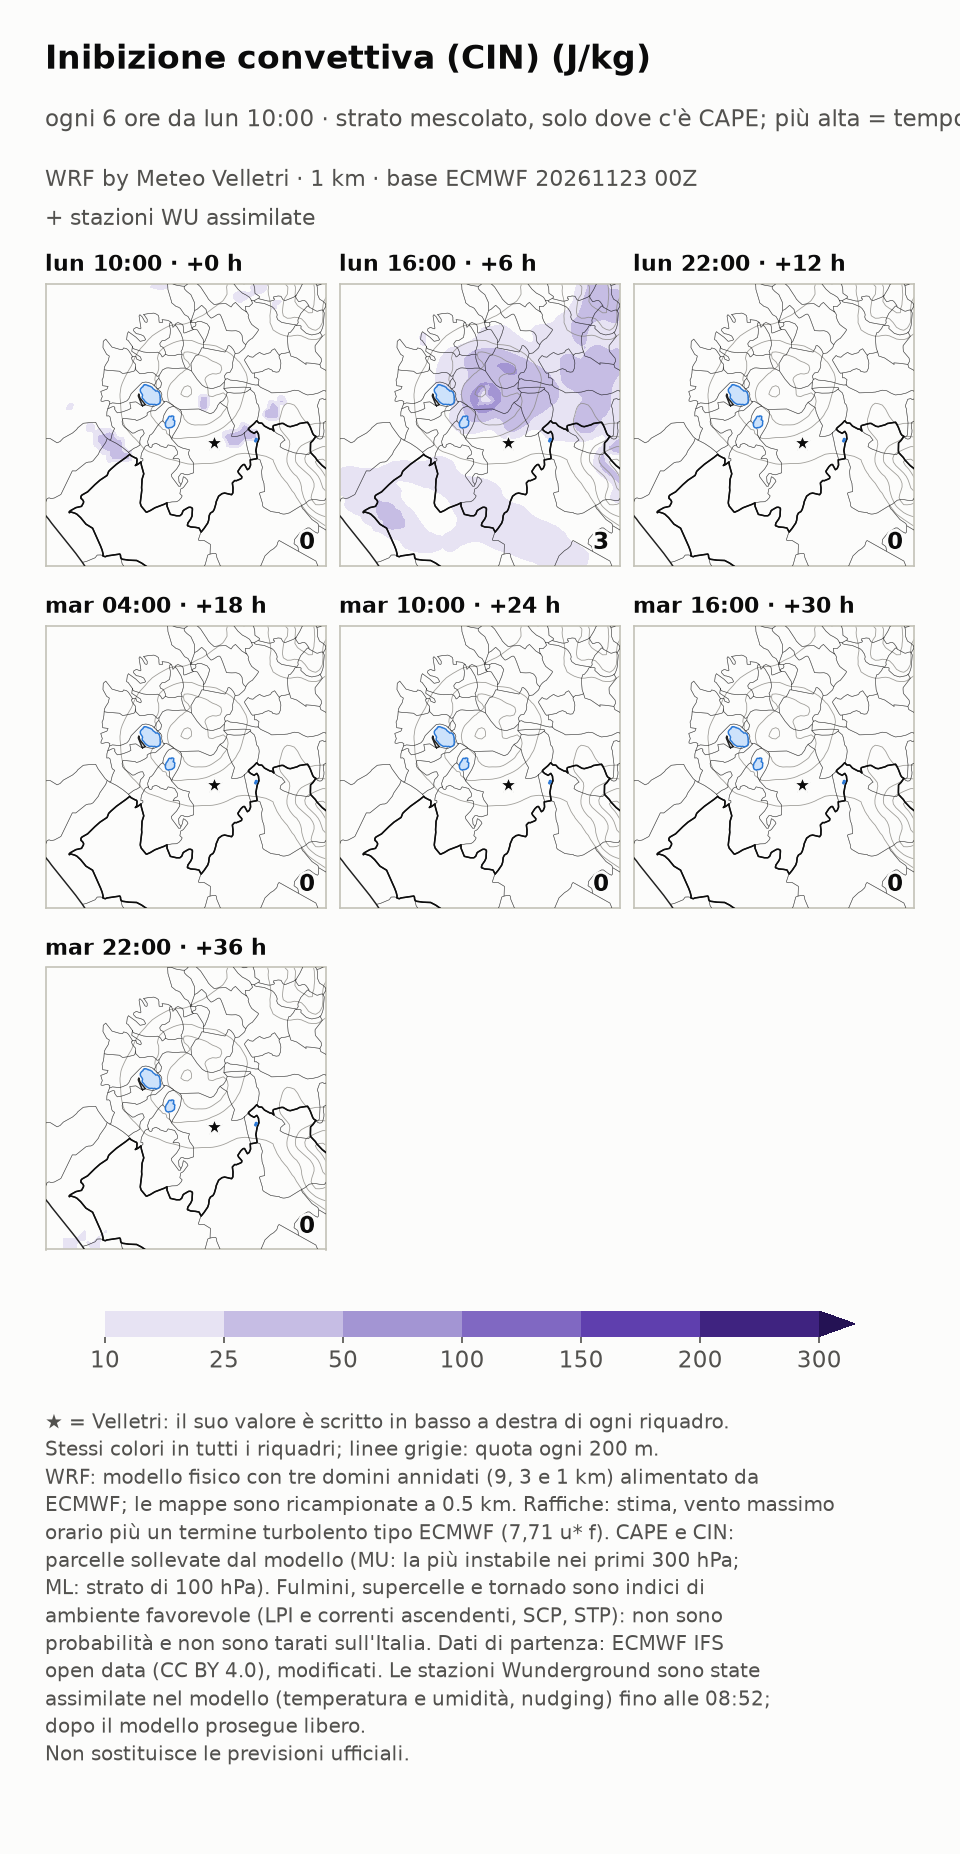 Inibizione convettiva (CIN) (J/kg)
ogni 6 ore da lun 10:00 · strato mescolato, solo dove c'è CAPE; più alta = tempo
WRF by Meteo Velletri · 1 km · base ECMWF 20261123 00Z
+ stazioni WU assimilate
lun 10:00 · +0 h
lun 16:00 · +6 h
lun 22:00 · +12 h
0
3
0
mar 04:00 · +18 h
mar 10:00 · +24 h
mar 16:00 · +30 h
0
0
0
mar 22:00 · +36 h
0
10 25 50 100 150 200 300
★ = Velletri: il suo valore è scritto in basso a destra di ogni riquadro.
Stessi colori in tutti i riquadri; linee grigie: quota ogni 200 m.
WRF: modello fisico con tre domini annidati (9, 3 e 1 km) alimentato da
ECMWF; le mappe sono ricampionate a 0.5 km. Raffiche: stima, vento massimo
orario più un termine turbolento tipo ECMWF (7,71 u* f). CAPE e CIN:
parcelle sollevate dal modello (MU: la più instabile nei primi 300 hPa;
ML: strato di 100 hPa). Fulmini, supercelle e tornado sono indici di
ambiente favorevole (LPI e correnti ascendenti, SCP, STP): non sono
probabilità e non sono tarati sull'Italia. Dati di partenza: ECMWF IFS
open data (CC BY 4.0), modificati. Le stazioni Wunderground sono state
assimilate nel modello (temperatura e umidità, nudging) fino alle 08:52;
dopo il modello prosegue libero.
Non sostituisce le previsioni ufficiali.